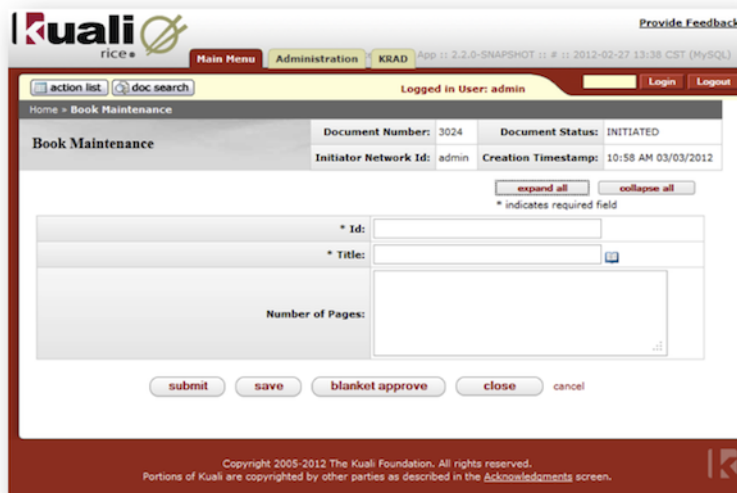 Kuali
rice
Provide Feedback
Main Menu Administration KRAD App :: 2.2.0-SNAPSHOT :: # :: 2012-02-27 13:38 CST (MySQL)
action list doc search Logged in User: admin Login Logout
Home » Book Maintenance
Book Maintenance
Document Number: 3024 Document Status: INITIATED
Initiator Network Id: admin Creation Timestamp: 10:58 AM 03/03/2012
expand all collapse all
* indicates required field
* Id:
* Title:
Number of Pages:
submit save blanket approve close cancel
Copyright 2005-2012 The Kuali Foundation. All rights reserved.
Portions of Kuali are copyrighted by other parties as described in the Acknowledgments screen.